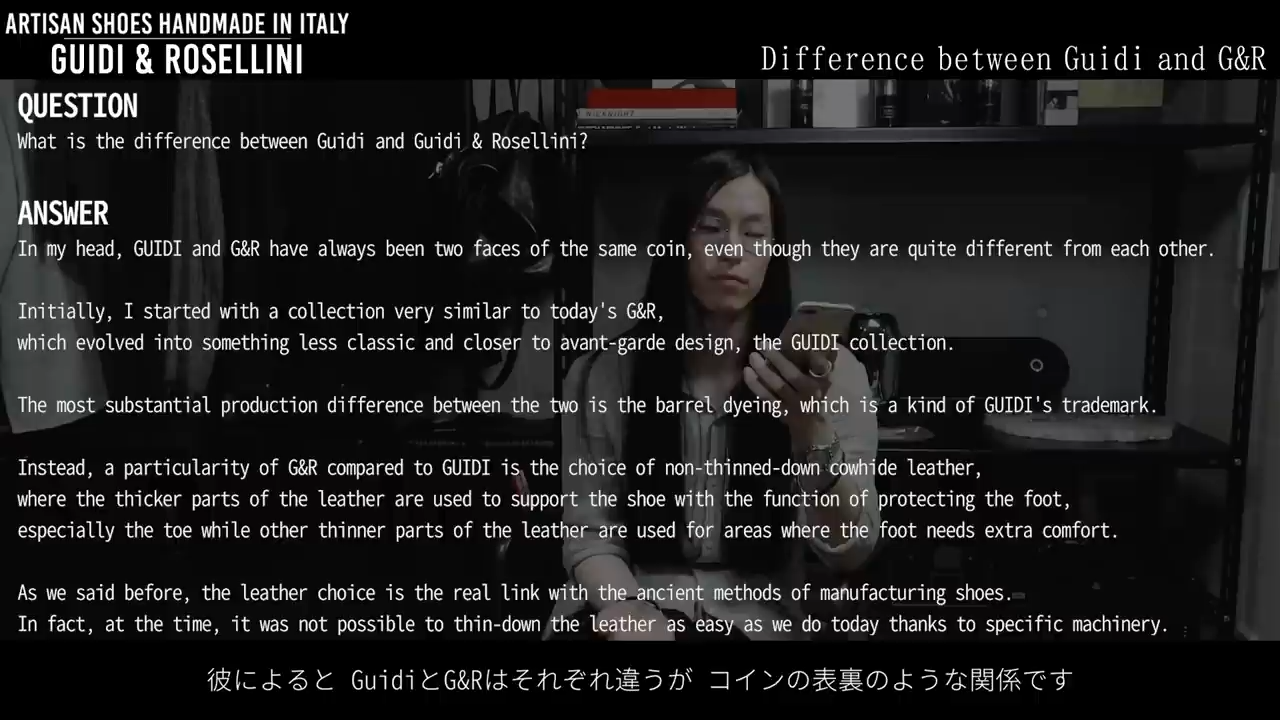 ARTISAN SHOES HANDMADE IN ITALY
GUIDI & ROSELLINI
Difference between Guidi and G&R
QUESTION
What is the difference between Guidi and Guidi & Rosellini?
ANSWER
In my head, GUIDI and G&R have always been two faces of the same coin, even though they are quite different from each other.
Initially, I started with a collection very similar to today's G&R,
which evolved into something less classic and closer to avant-garde design, the GUIDI collection.
The most substantial production difference between the two is the barrel dyeing, which is a kind of GUIDI's trademark.
Instead, a particularity of G&R compared to GUIDI is the choice of non-thinned-down cowhide leather,
where the thicker parts of the leather are used to support the shoe with the function of protecting the foot,
especially the toe while other thinner parts of the leather are used for areas where the foot needs extra comfort.
As we said before, the leather choice is the real link with the ancient methods of manufacturing shoes.
In fact, at the time, it was not possible to thin-down the leather as easy as we do today thanks to specific machinery.
彼によると GuidiとG&Rはそれぞれ違うが コインの表裏のような関係です